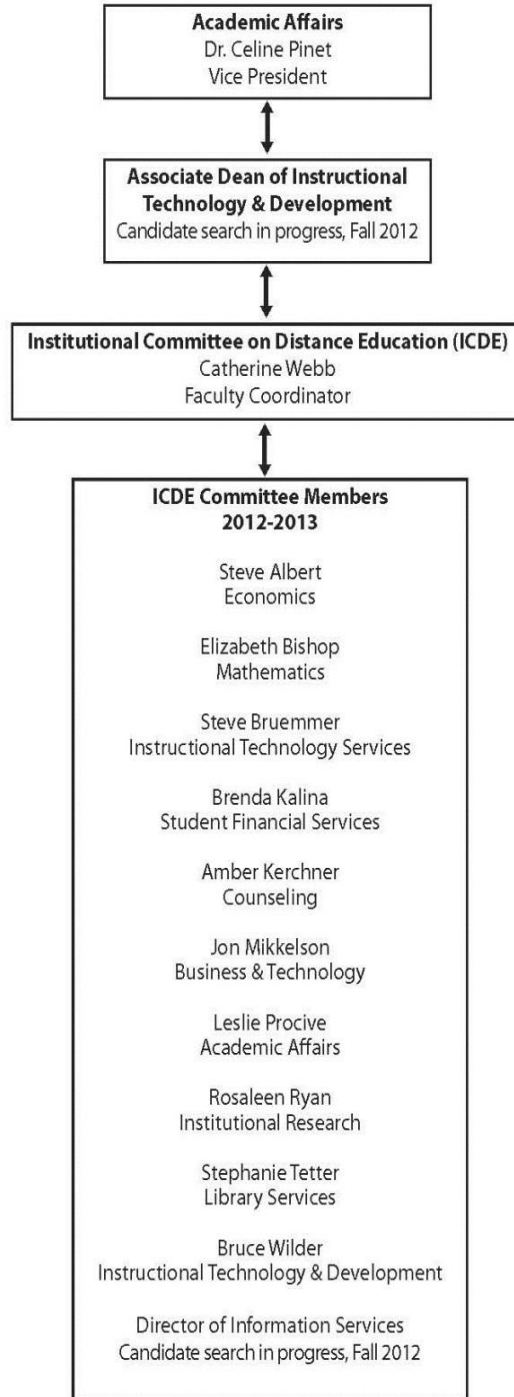 Academic Affairs
Dr. Celine Pinet
Vice President
Associate Dean of Instructional
Technology & Development
Candidate search in progress, Fall 2012
Institutional Committee on Distance Education (ICDE)
Catherine Webb
Faculty Coordinator
ICDE Committee Members
2012-2013
Steve Albert
Economics
Elizabeth Bishop
Mathematics
Steve Bruemmer
Instructional Technology Services
Brenda Kalina
Student Financial Services
Amber Kerchner
Counseling
Jon Mikkelson
Business & Technology
Leslie Procive
Academic Affairs
Rosaleen Ryan
Institutional Research
Stephanie Tetter
Library Services
Bruce Wilder
Instructional Technology & Development
Director of Information Services
Candidate search in progress, Fall 2012